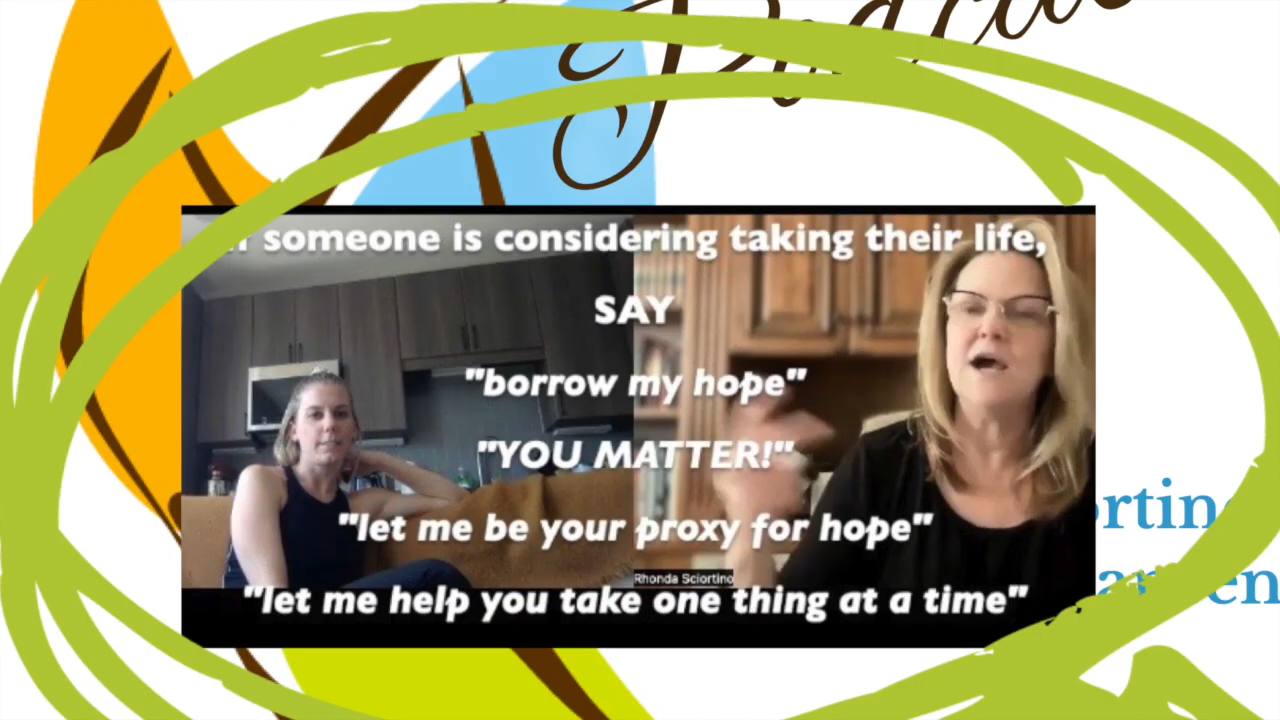 someone is considering taking their life,
SAY
"borrow my hope"
"YOU MATTER!"
"let me be your proxy for hope"
Rhonda Sciortino
"let me help you take one thing at a time"